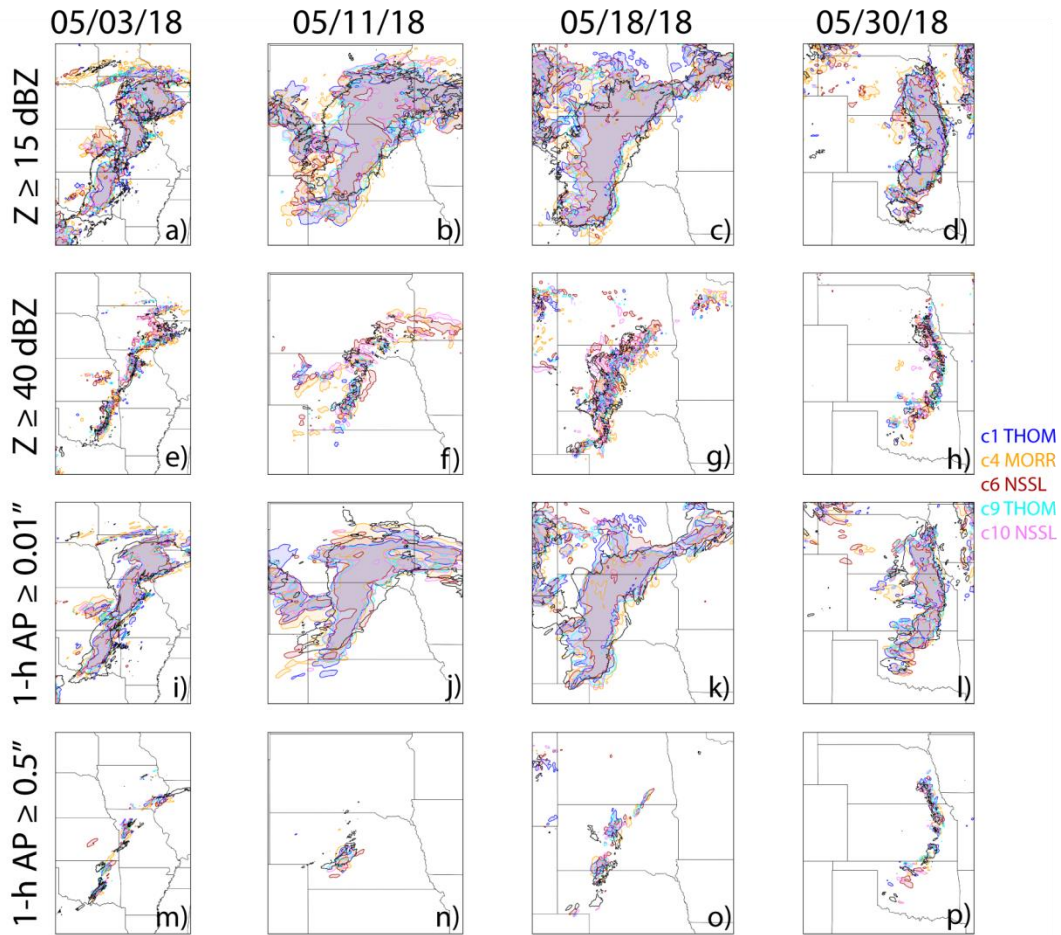 05/03/18 05/11/18 05/18/18 05/30/18
Z ≥ 15 dBZ
a) b) c) d)
Z ≥ 40 dBZ
e) f) g) h)
c1 THOM
c4 MORR
c6 NSSL
c9 THOM
c10 NSSL
1-h AP ≥ 0.01”
i) j) k) l)
1-h AP ≥ 0.5”
m) n) o) p)